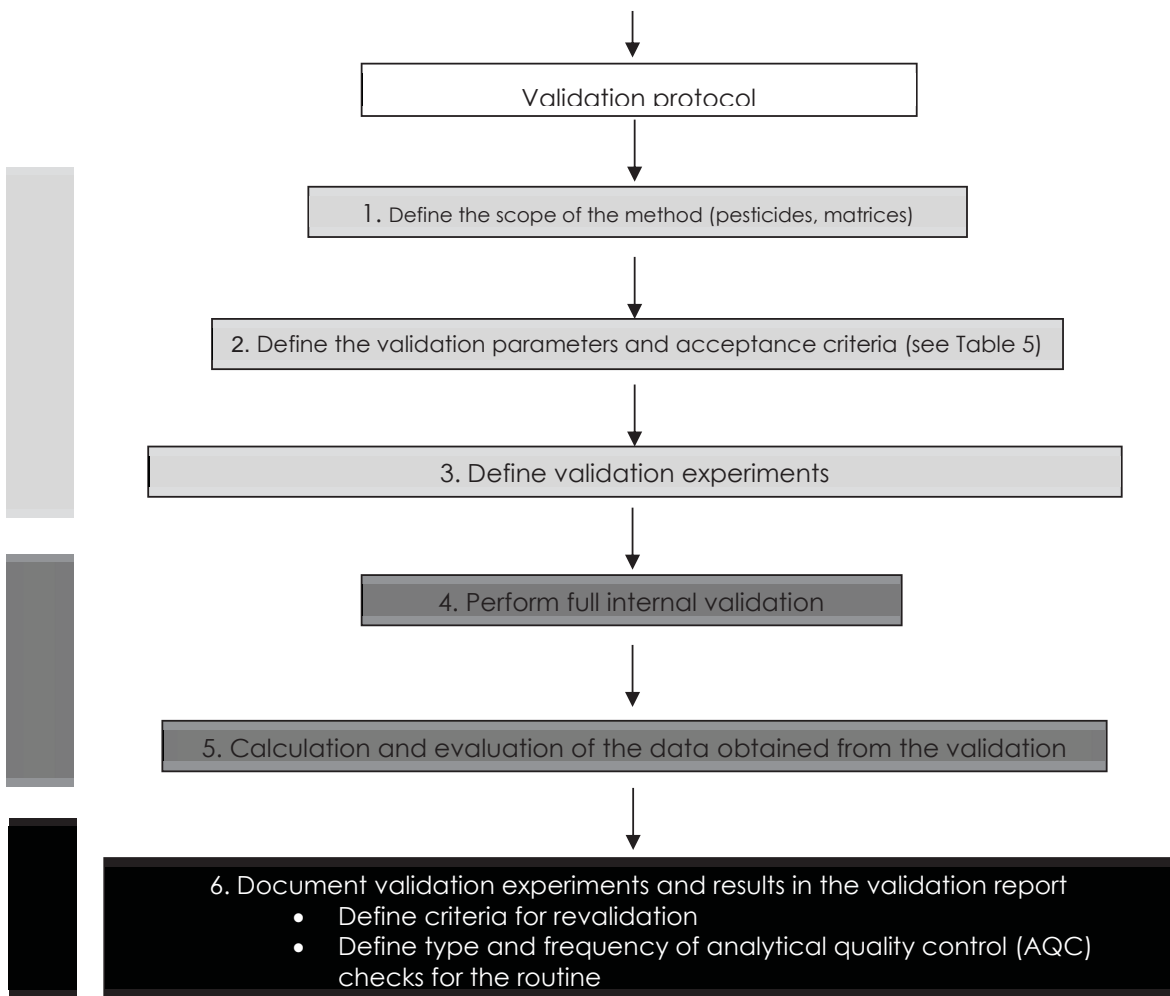 Validation protocol
1. Define the scope of the method (pesticides, matrices)
2. Define the validation parameters and acceptance criteria (see Table 5)
3. Define validation experiments
4. Perform full internal validation
5. Calculation and evaluation of the data obtained from the validation
6. Document validation experiments and results in the validation report
• Define criteria for revalidation
• Define type and frequency of analytical quality control (AQC)
checks for the routine